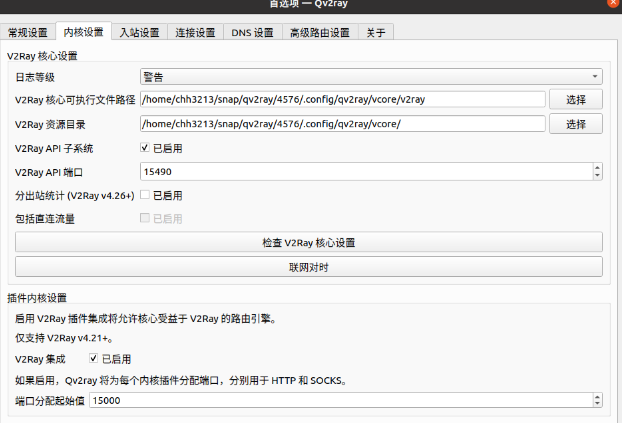 首选项 — Qv2ray
常规设置 内核设置 入站设置 连接设置 DNS 设置 高级路由设置 关于
V2Ray 核心设置
日志等级 警告
V2Ray 核心可执行文件路径 /home/chh3213/snap/qv2ray/4576/.config/qv2ray/vcore/v2ray 选择
V2Ray 资源目录 /home/chh3213/snap/qv2ray/4576/.config/qv2ray/vcore/ 选择
V2Ray API 子系统 已启用
V2Ray API 端口 15490
分出站统计 (V2Ray v4.26+) 已启用
包括直连流量 已启用
检查 V2Ray 核心设置
联网对时
插件内核设置
启用 V2Ray 插件集成将允许核心受益于 V2Ray 的路由引擎。
仅支持 V2Ray v4.21+。
V2Ray 集成 已启用
如果启用，Qv2ray 将为每个内核插件分配端口，分别用于 HTTP 和 SOCKS。
端口分配起始值 15000